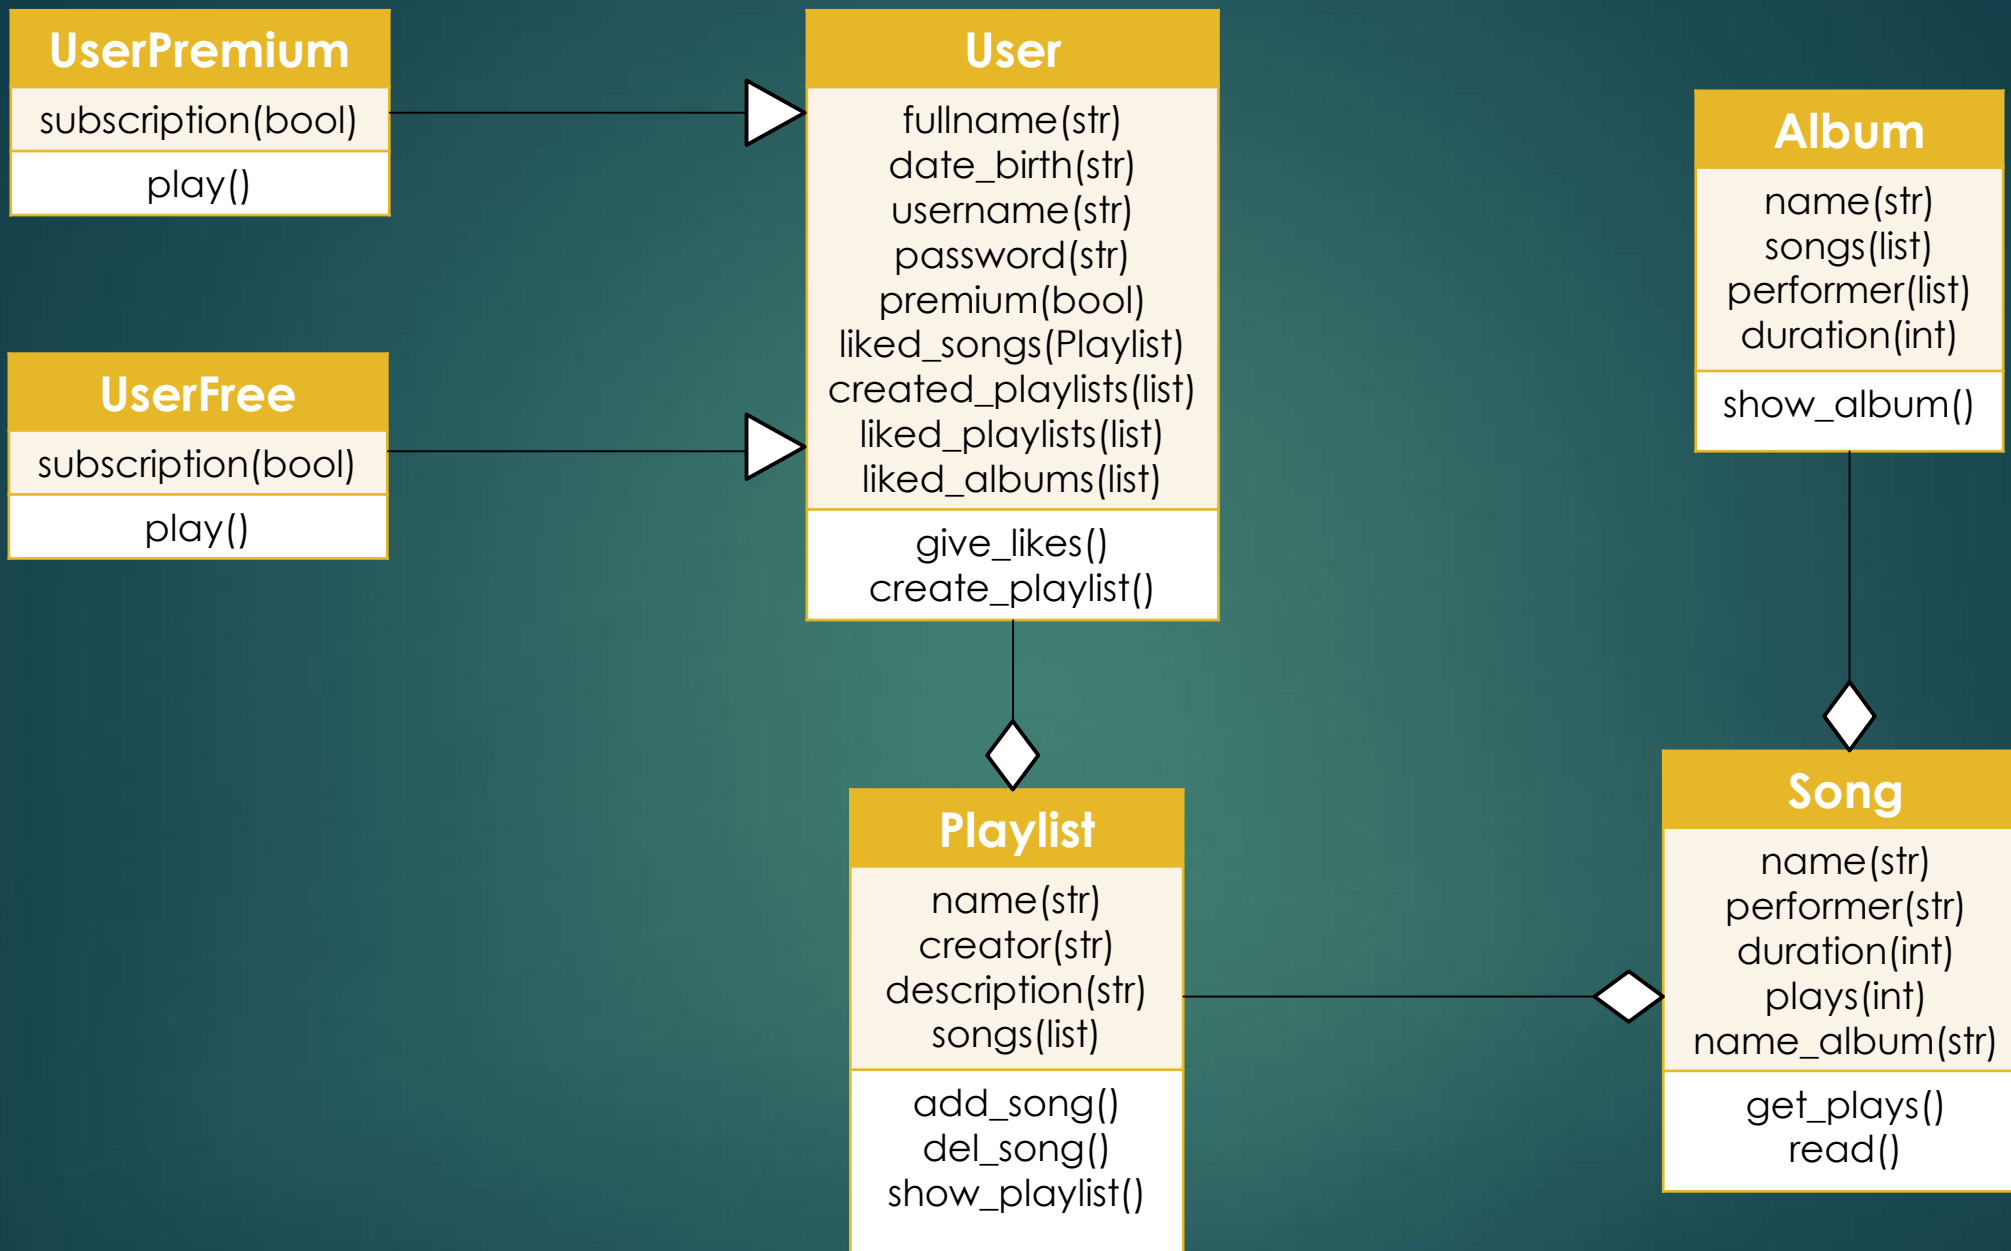 UserPremium
subscription(bool)
play()
UserFree
subscription(bool)
play()
User
fullname(str)
date_birth(str)
username(str)
password(str)
premium(bool)
liked_songs(Playlist)
created_playlists(list)
liked_playlists(list)
liked_albums(list)
give_likes()
create_playlist()
Playlist
name(str)
creator(str)
description(str)
songs(list)
add_song()
del_song()
show_playlist()
Album
name(str)
songs(list)
performer(list)
duration(int)
show_album()
Song
name(str)
performer(str)
duration(int)
plays(int)
name_album(str)
get_plays()
read()